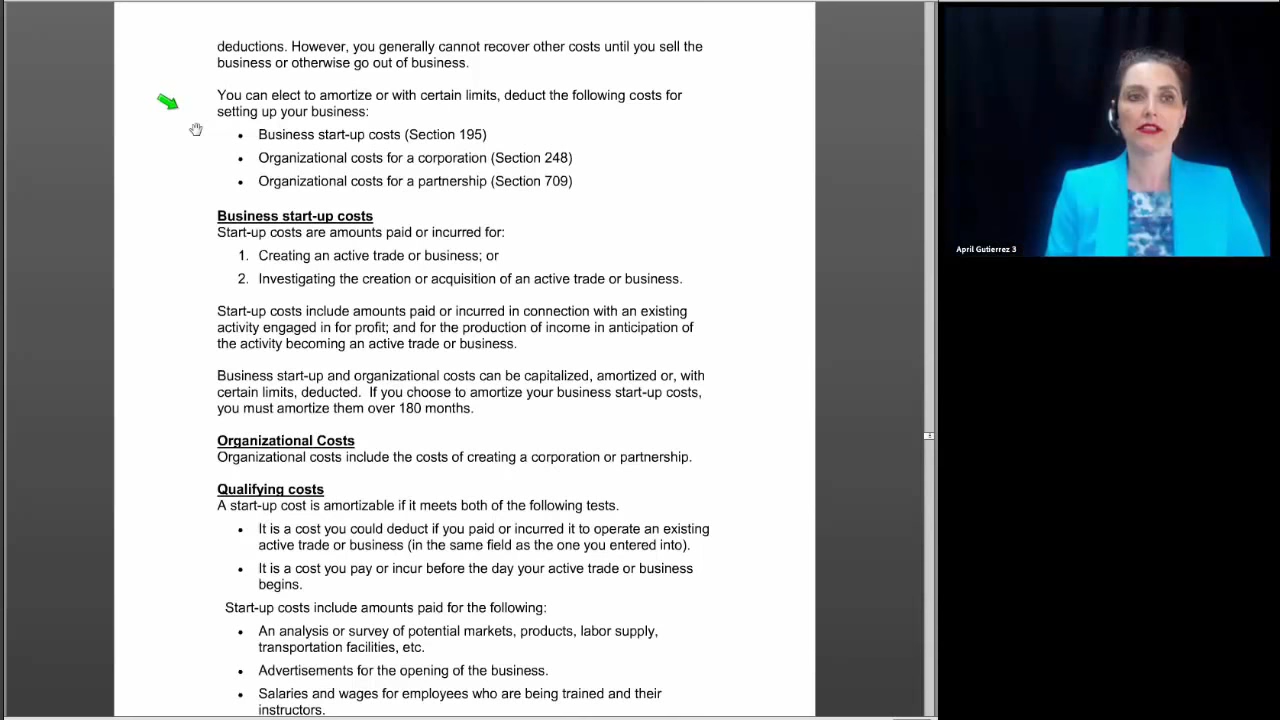 deductions. However, you generally cannot recover other costs until you sell the
business or otherwise go out of business.
You can elect to amortize or with certain limits, deduct the following costs for
setting up your business:
• Business start-up costs (Section 195)
• Organizational costs for a corporation (Section 248)
• Organizational costs for a partnership (Section 709)
Business start-up costs
Start-up costs are amounts paid or incurred for:
1. Creating an active trade or business; or
2. Investigating the creation or acquisition of an active trade or business.
Start-up costs include amounts paid or incurred in connection with an existing
activity engaged in for profit; and for the production of income in anticipation of
the activity becoming an active trade or business.
Business start-up and organizational costs can be capitalized, amortized or, with
certain limits, deducted. If you choose to amortize your business start-up costs,
you must amortize them over 180 months.
Organizational Costs
Organizational costs include the costs of creating a corporation or partnership.
Qualifying costs
A start-up cost is amortizable if it meets both of the following tests.
• It is a cost you could deduct if you paid or incurred it to operate an existing
active trade or business (in the same field as the one you entered into).
• It is a cost you pay or incur before the day your active trade or business
begins.
Start-up costs include amounts paid for the following:
• An analysis or survey of potential markets, products, labor supply,
transportation facilities, etc.
• Advertisements for the opening of the business.
• Salaries and wages for employees who are being trained and their
instructors.
April Gutierrez 3